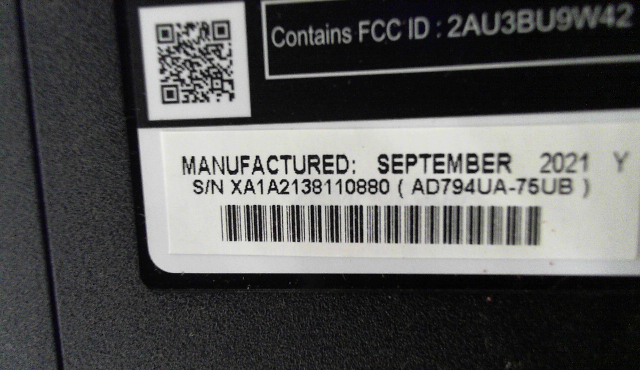 Contains FCC ID : 2AU3BU9W42
MANUFACTURED: SEPTEMBER 2021 Y
S/N XA1A2138110880 ( AD794UA-75UB )